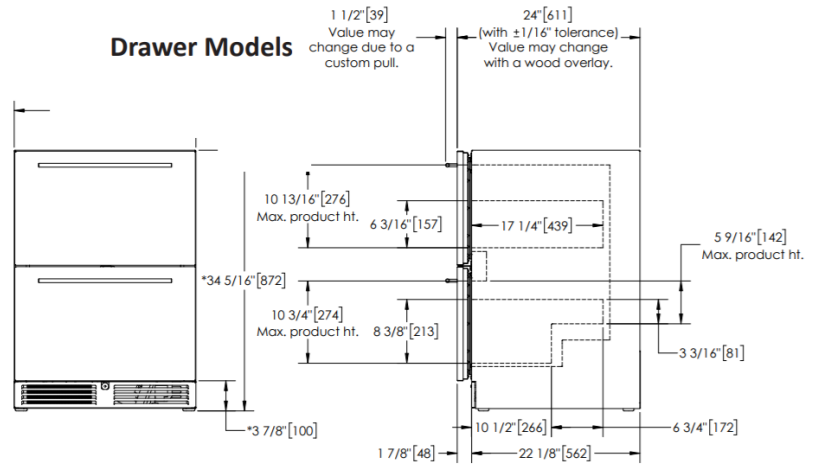 1 1/2"[39]
Value may
change due to a
custom pull.
24"[611]
(with ±1/16" tolerance)
Value may change
with a wood overlay.
Drawer Models
10 13/16"[276]
Max. product ht.
6 3/16"[157]
17 1/4"[439]
5 9/16"[142]
Max. product ht.
*34 5/16"[872]
10 3/4"[274]
Max. product ht.
8 3/8"[213]
3 3/16"[81]
*3 7/8"[100]
10 1/2"[266]
6 3/4"[172]
1 7/8"[48]
22 1/8"[562]